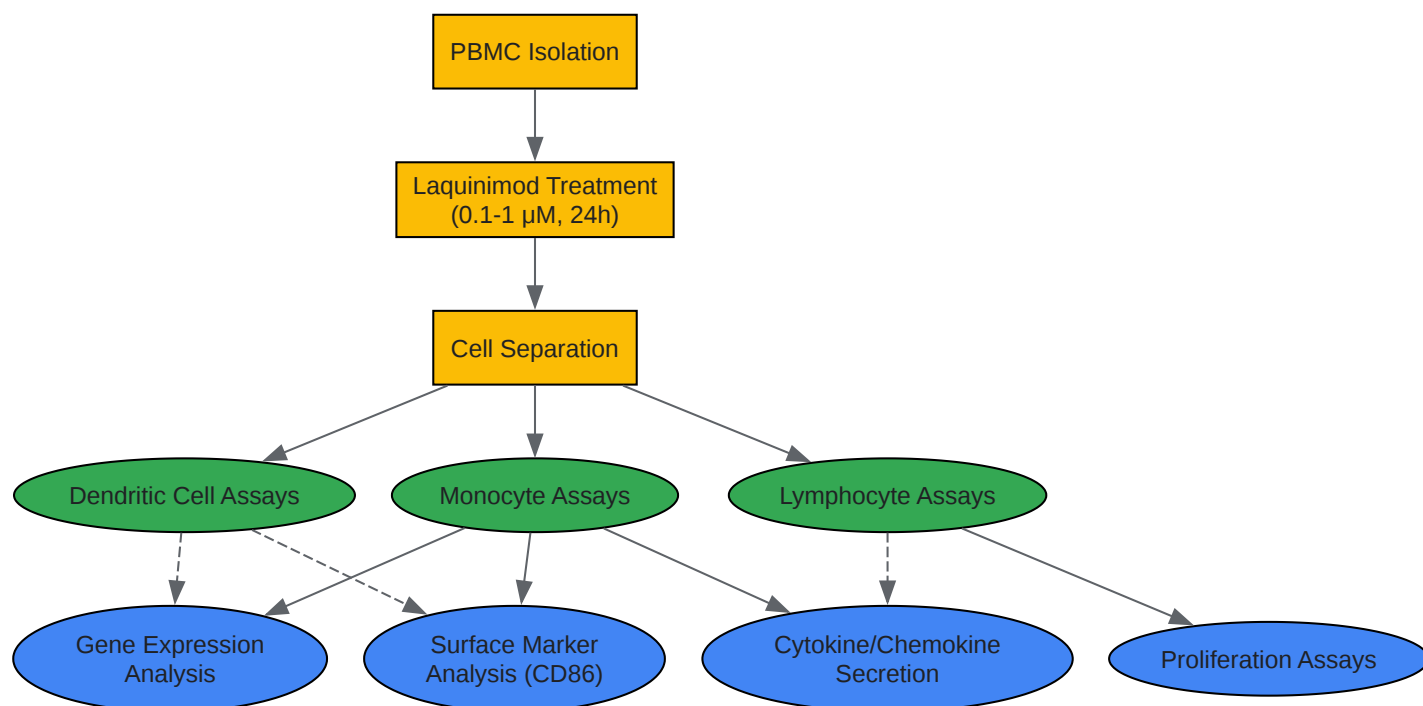 PBMC Isolation
Laquinimod Treatment
(0.1-1 μM, 24h)
Cell Separation
Dendritic Cell Assays
Monocyte Assays
Lymphocyte Assays
Gene Expression
Analysis
Surface Marker
Analysis (CD86)
Cytokine/Chemokine
Secretion
Proliferation Assays